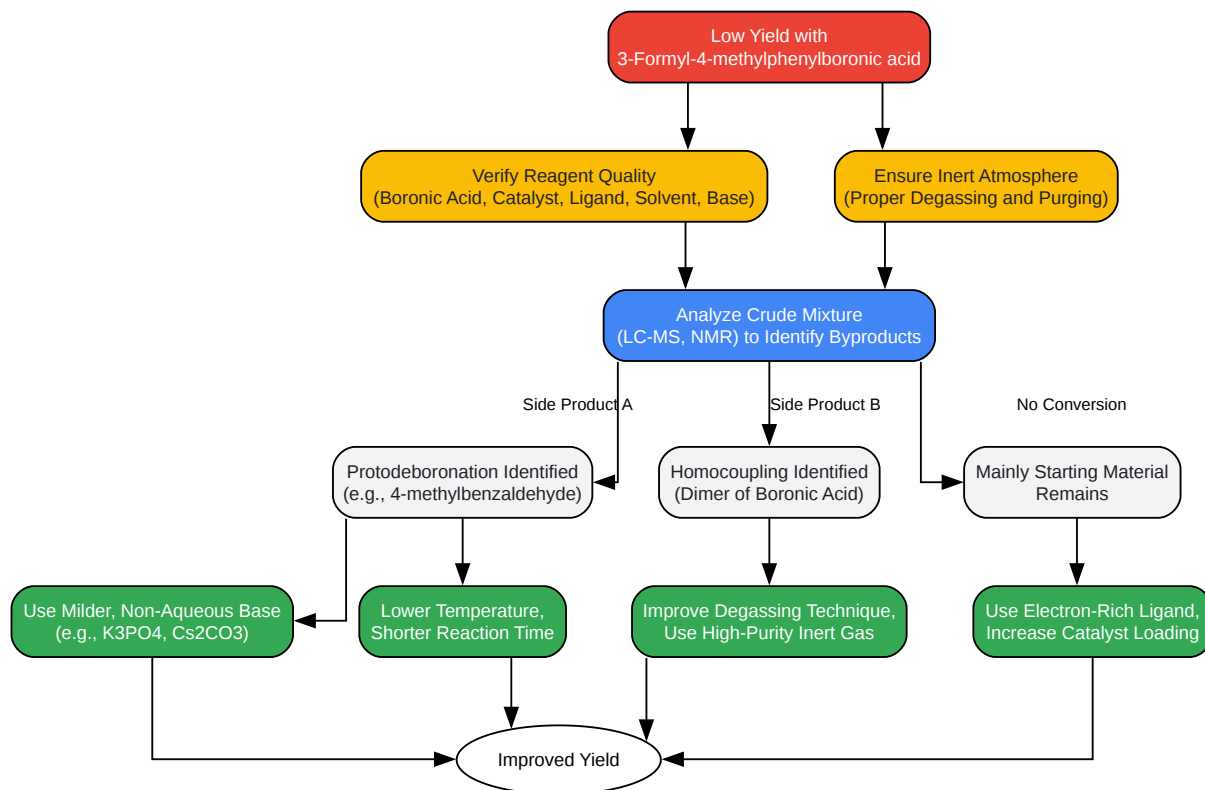 Low Yield with
3-Formyl-4-methylphenylboronic acid
Verify Reagent Quality
(Boronic Acid, Catalyst, Ligand, Solvent, Base)
Ensure Inert Atmosphere
(Proper Degassing and Purging)
Analyze Crude Mixture
(LC-MS, NMR) to Identify Byproducts
Side Product A
Side Product B
No Conversion
Protodeboronation Identified
(e.g., 4-methylbenzaldehyde)
Homocoupling Identified
(Dimer of Boronic Acid)
Mainly Starting Material
Remains
Use Milder, Non-Aqueous Base
(e.g., K3PO4, Cs2CO3)
Lower Temperature,
Shorter Reaction Time
Improve Degassing Technique,
Use High-Purity Inert Gas
Use Electron-Rich Ligand,
Increase Catalyst Loading
Improved Yield